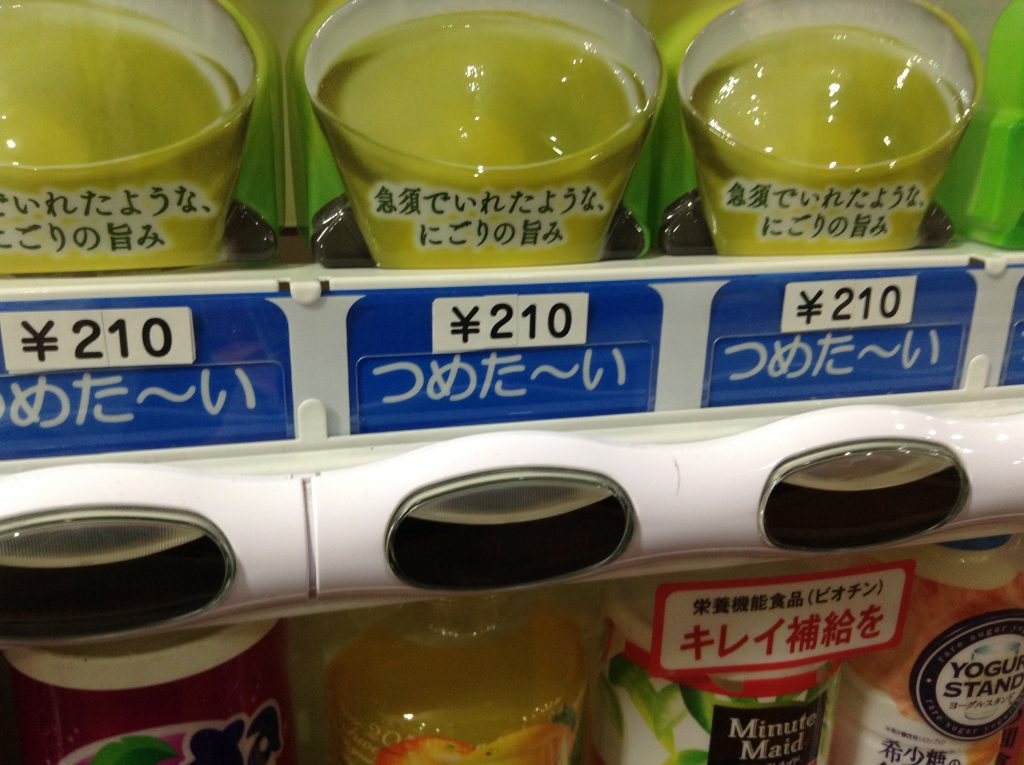 でいれたような、
にごりの旨み
急須でいれたような、
にごりの旨み
急須でいれたような、
にごりの旨み
¥210
¥210
¥210
つめた〜い
つめた〜い
つめた〜い
栄養機能食品(ビオチン)
キレイ補給を
Minute
Maid
rare sugar
YOGUR
STAND
ヨーグルスタンド
希少糖の